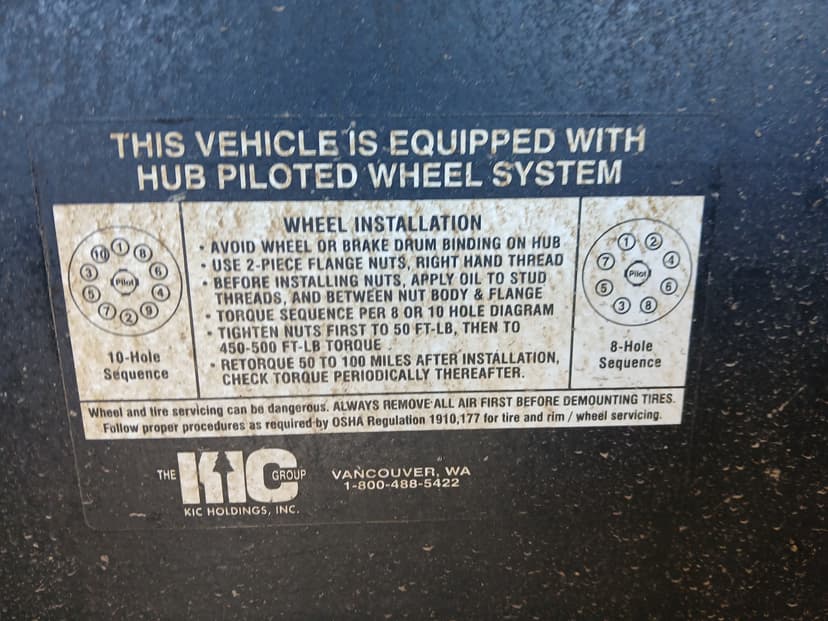 THIS VEHICLE IS EQUIPPED WITH
HUB PILOTED WHEEL SYSTEM
10 1 8
3 6
Pilot
5 4
7 2 9
10-Hole
Sequence
WHEEL INSTALLATION
• AVOID WHEEL OR BRAKE DRUM BINDING ON HUB
• USE 2-PIECE FLANGE NUTS, RIGHT HAND THREAD
• BEFORE INSTALLING NUTS, APPLY OIL TO STUD
THREADS, AND BETWEEN NUT BODY & FLANGE
• TORQUE SEQUENCE PER 8 OR 10 HOLE DIAGRAM
• TIGHTEN NUTS FIRST TO 50 FT-LB, THEN TO
450-500 FT-LB TORQUE
• RETORQUE 50 TO 100 MILES AFTER INSTALLATION,
CHECK TORQUE PERIODICALLY THEREAFTER.
1 2
7 4
Pilot
5 6
3 8
8-Hole
Sequence
Wheel and tire servicing can be dangerous. ALWAYS REMOVE ALL AIR FIRST BEFORE DEMOUNTING TIRES.
Follow proper procedures as required by OSHA Regulation 1910,177 for tire and rim / wheel servicing.
THE KIC GROUP
KIC HOLDINGS, INC.
VANCOUVER, WA
1-800-488-5422